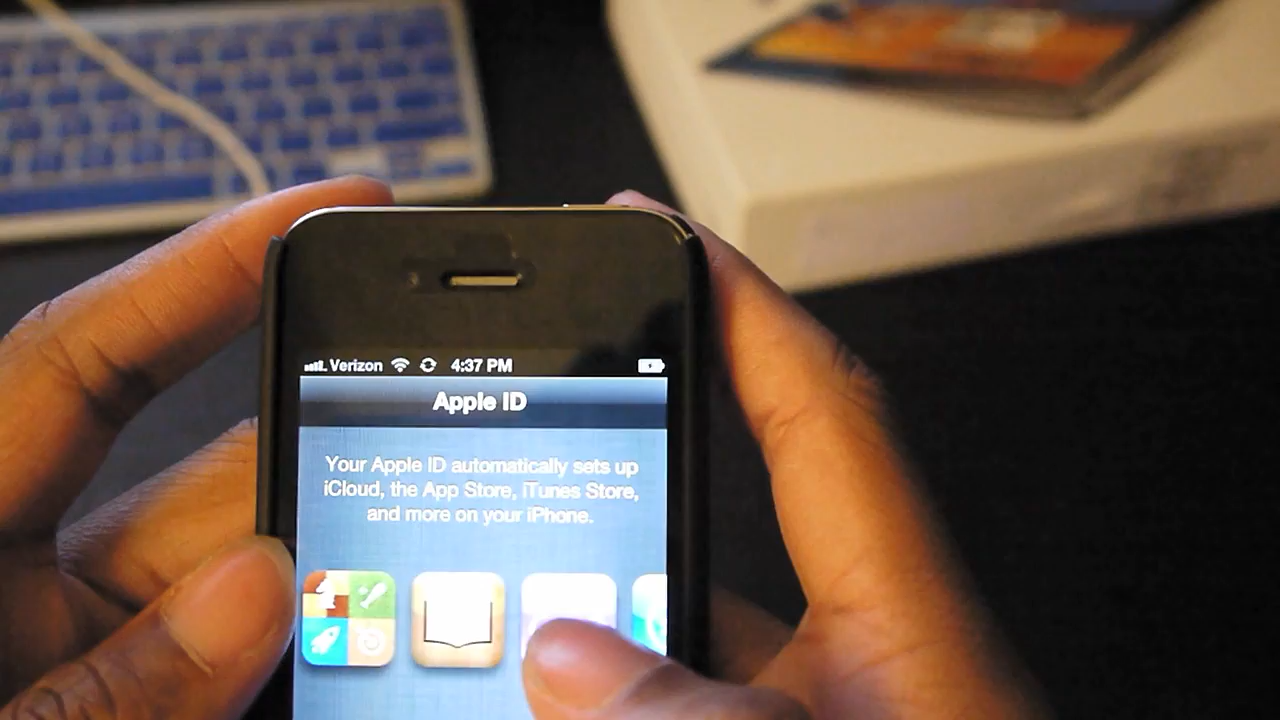 Verizon 4:37 PM
Apple ID
Your Apple ID automatically sets up
iCloud, the App Store, iTunes Store,
and more on your iPhone.